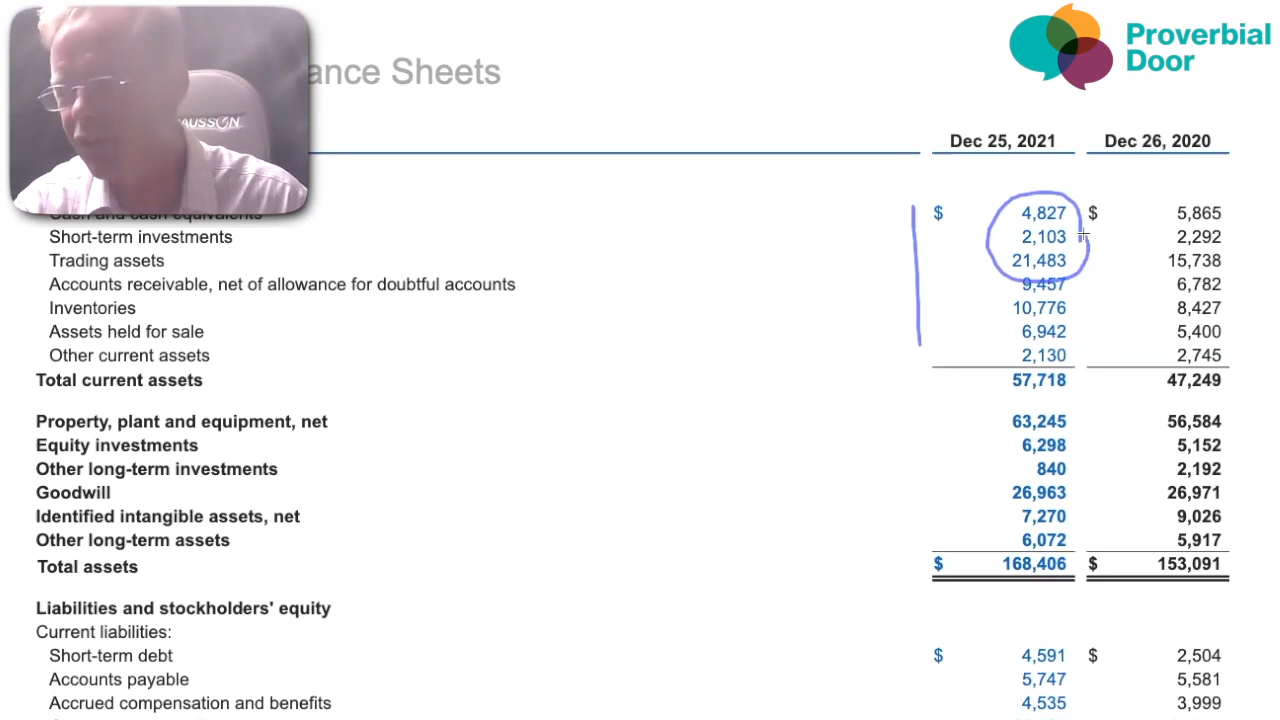 Proverbial
Door
ance Sheets
AUSSON
Dec 25, 2021 Dec 26, 2020
Cash and cash equivalents $ 4,827 $ 5,865
Short-term investments 2,103 2,292
Trading assets 21,483 15,738
Accounts receivable, net of allowance for doubtful accounts 9,457 6,782
Inventories 10,776 8,427
Assets held for sale 6,942 5,400
Other current assets 2,130 2,745
Total current assets 57,718 47,249
Property, plant and equipment, net 63,245 56,584
Equity investments 6,298 5,152
Other long-term investments 840 2,192
Goodwill 26,963 26,971
Identified intangible assets, net 7,270 9,026
Other long-term assets 6,072 5,917
Total assets $ 168,406 $ 153,091
Liabilities and stockholders' equity
Current liabilities:
Short-term debt $ 4,591 $ 2,504
Accounts payable 5,747 5,581
Accrued compensation and benefits 4,535 3,999